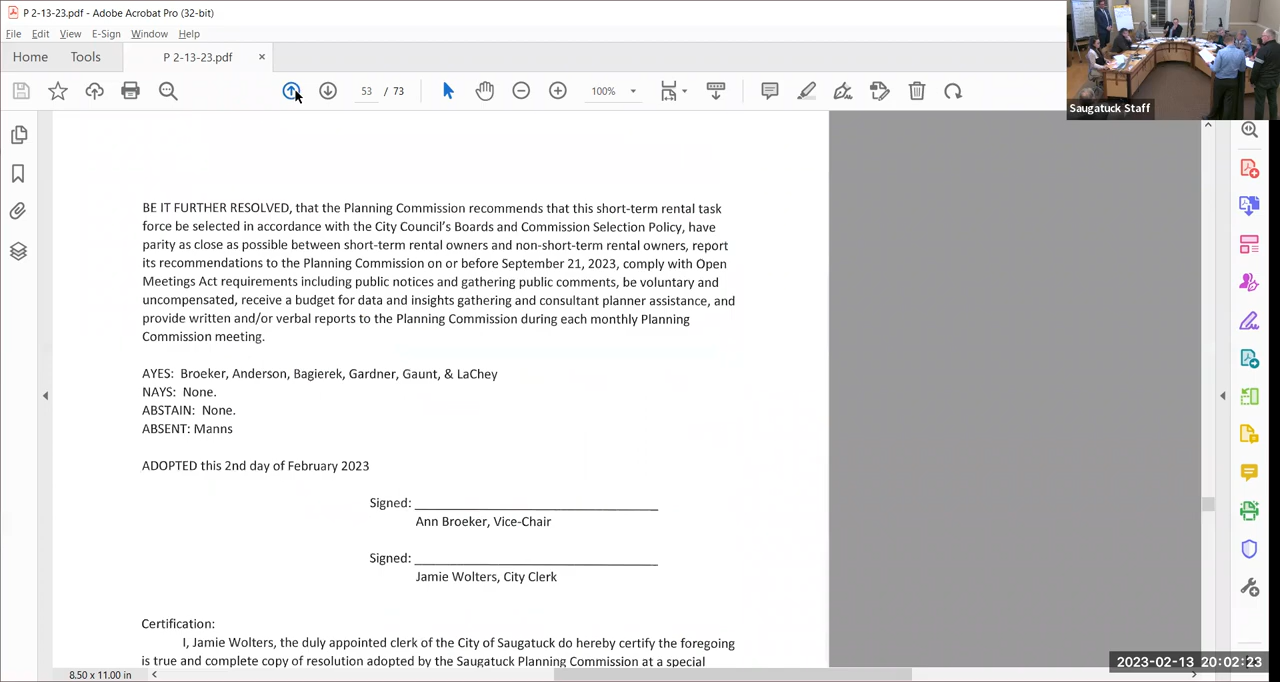 P 2-13-23.pdf - Adobe Acrobat Pro (32-bit)
File Edit View E-Sign Window Help
Home Tools P 2-13-23.pdf ×
53 / 73 100%
Saugatuck Staff
BE IT FURTHER RESOLVED, that the Planning Commission recommends that this short-term rental task
force be selected in accordance with the City Council's Boards and Commission Selection Policy, have
parity as close as possible between short-term rental owners and non-short-term rental owners, report
its recommendations to the Planning Commission on or before September 21, 2023, comply with Open
Meetings Act requirements including public notices and gathering public comments, be voluntary and
uncompensated, receive a budget for data and insights gathering and consultant planner assistance, and
provide written and/or verbal reports to the Planning Commission during each monthly Planning
Commission meeting.
AYES: Broeker, Anderson, Bagierek, Gardner, Gaunt, & LaChey
NAYS: None.
ABSTAIN: None.
ABSENT: Manns
ADOPTED this 2nd day of February 2023
Signed:
Ann Broeker, Vice-Chair
Signed:
Jamie Wolters, City Clerk
Certification:
I, Jamie Wolters, the duly appointed clerk of the City of Saugatuck do hereby certify the foregoing
is true and complete copy of resolution adopted by the Saugatuck Planning Commission at a special
8.50 x 11.00 in
2023-02-13 20:02:23